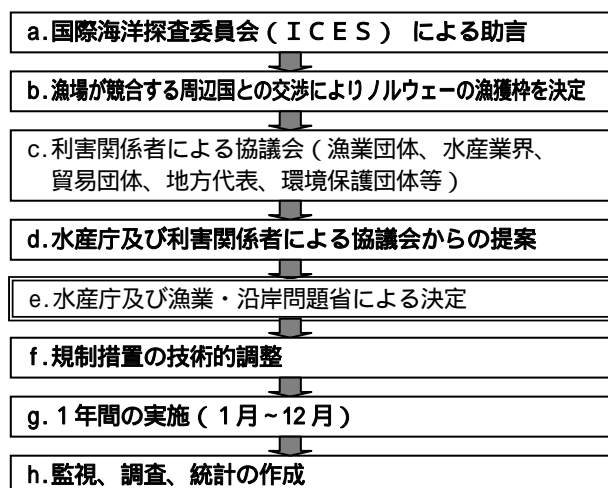 a.国際海洋探査委員会(ＩＣＥＳ) による助言
b.漁場が競合する周辺国との交渉によりノルウェーの漁獲枠を決定
c.利害関係者による協議会(漁業団体、水産業界、
貿易団体、地方代表、環境保護団体等)
d.水産庁及び利害関係者による協議会からの提案
e.水産庁及び漁業・沿岸問題省による決定
f.規制措置の技術的調整
g.1年間の実施(1月~12月)
h.監視、調査、統計の作成